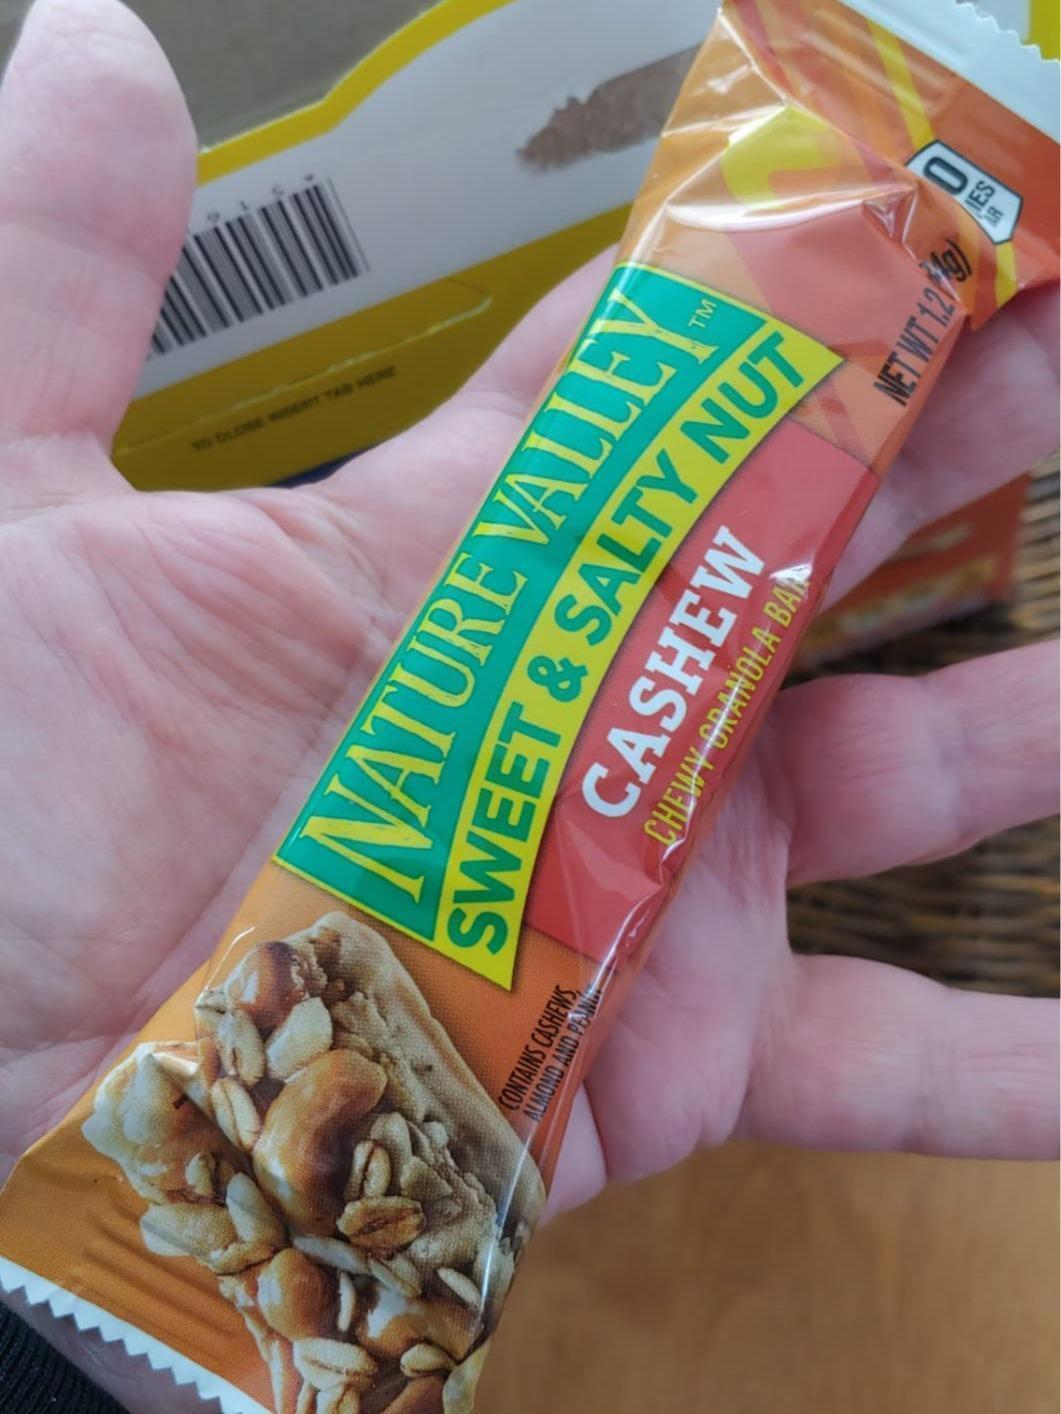 NATURE VALLEY™
SWEET & SALTY NUT
CASHEW
CHEWY GRANOLA BAR
NET WT 1.2
CONTAINS CASHEWS,
ALMOND AND
TO CLOSE INSERT TAB HERE